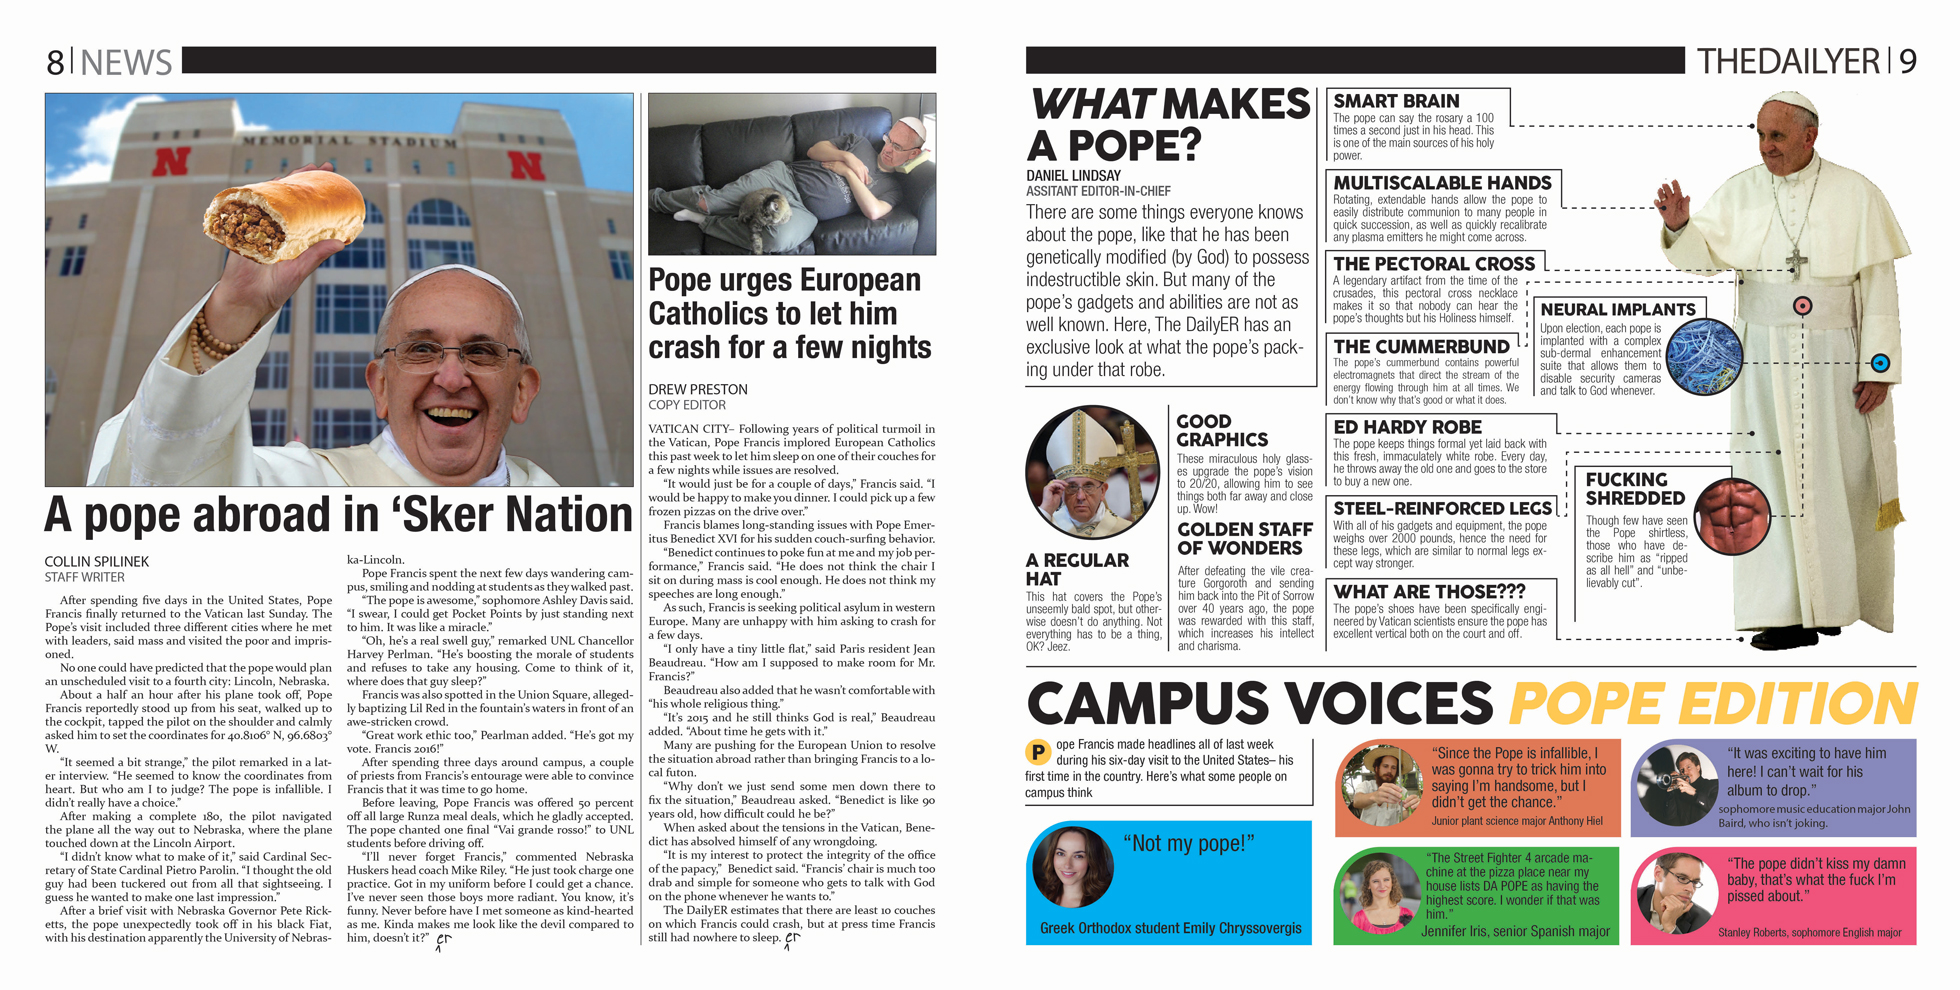 8 | NEWS
MEMORIAL STADIUM
N
N
A pope abroad in ‘Sker Nation
COLLIN SPILINEK
STAFF WRITER
After spending five days in the United States, Pope
Francis finally returned to the Vatican last Sunday. The
Pope’s visit included three different cities where he met
with leaders, said mass and visited the poor and impris-
oned.
No one could have predicted that the pope would plan
an unscheduled visit to a fourth city: Lincoln, Nebraska.
About a half an hour after his plane took off, Pope
Francis reportedly stood up from his seat, walked up to
the cockpit, tapped the pilot on the shoulder and calmly
asked him to set the coordinates for 40.8106° N, 96.6803°
W.
“It seemed a bit strange,” the pilot remarked in a lat-
er interview. “He seemed to know the coordinates from
heart. But who am I to judge? The pope is infallible. I
didn’t really have a choice.”
After making a complete 180, the pilot navigated
the plane all the way out to Nebraska, where the plane
touched down at the Lincoln Airport.
“I didn’t know what to make of it,” said Cardinal Sec-
retary of State Cardinal Pietro Parolin. “I thought the old
guy had been tuckered out from all that sightseeing. I
guess he wanted to make one last impression.”
After a brief visit with Nebraska Governor Pete Rick-
etts, the pope unexpectedly took off in his black Fiat,
with his destination apparently the University of Nebras-
ka-Lincoln.
Pope Francis spent the next few days wandering cam-
pus, smiling and nodding at students as they walked past.
“The pope is awesome,” sophomore Ashley Davis said.
“I swear, I could get Pocket Points by just standing next
to him. It was like a miracle.”
“Oh, he’s a real swell guy,” remarked UNL Chancellor
Harvey Perlman. “He’s boosting the morale of students
and refuses to take any housing. Come to think of it,
where does that guy sleep?”
Francis was also spotted in the Union Square, alleged-
ly baptizing Lil Red in the fountain’s waters in front of an
awe-stricken crowd.
“Great work ethic too,” Pearlman added. “He’s got my
vote. Francis 2016!”
After spending three days around campus, a couple
of priests from Francis’s entourage were able to convince
Francis that it was time to go home.
Before leaving, Pope Francis was offered 50 percent
off all large Runza meal deals, which he gladly accepted.
The pope chanted one final “Vai grande rosso!” to UNL
students before driving off.
“I’ll never forget Francis,” commented Nebraska
Huskers head coach Mike Riley. “He just took charge one
practice. Got in my uniform before I could get a chance.
I’ve never seen those boys more radiant. You know, it’s
funny. Never before have I met someone as kind-hearted
as me. Kinda makes me look like the devil compared to
him, doesn’t it?” er
Pope urges European
Catholics to let him
crash for a few nights
DREW PRESTON
COPY EDITOR
VATICAN CITY– Following years of political turmoil in
the Vatican, Pope Francis implored European Catholics
this past week to let him sleep on one of their couches for
a few nights while issues are resolved.
“It would just be for a couple of days,” Francis said. “I
would be happy to make you dinner. I could pick up a few
frozen pizzas on the drive over.”
Francis blames long-standing issues with Pope Emer-
itus Benedict XVI for his sudden couch-surfing behavior.
“Benedict continues to poke fun at me and my job per-
formance,” Francis said. “He does not think the chair I
sit on during mass is cool enough. He does not think my
speeches are long enough.”
As such, Francis is seeking political asylum in western
Europe. Many are unhappy with him asking to crash for
a few days.
“I only have a tiny little flat,” said Paris resident Jean
Beaudreau. “How am I supposed to make room for Mr.
Francis?”
Beaudreau also added that he wasn’t comfortable with
“his whole religious thing.”
“It’s 2015 and he still thinks God is real,” Beaudreau
added. “About time he gets with it.”
Many are pushing for the European Union to resolve
the situation abroad rather than bringing Francis to a lo-
cal futon.
“Why don’t we just send some men down there to
fix the situation,” Beaudreau asked. “Benedict is like 90
years old, how difficult could he be?”
When asked about the tensions in the Vatican, Bene-
dict has absolved himself of any wrongdoing.
“It is my interest to protect the integrity of the office
of the papacy,” Benedict said. “Francis’ chair is much too
drab and simple for someone who gets to talk with God
on the phone whenever he wants to.”
The DailyER estimates that there are least 10 couches
on which Francis could crash, but at press time Francis
still had nowhere to sleep. er
THEDAILYER | 9
WHAT MAKES
A POPE?
DANIEL LINDSAY
ASSITANT EDITOR-IN-CHIEF
There are some things everyone knows
about the pope, like that he has been
genetically modified (by God) to possess
indestructible skin. But many of the
pope’s gadgets and abilities are not as
well known. Here, The DailyER has an
exclusive look at what the pope’s pack-
ing under that robe.
A REGULAR
HAT
This hat covers the Pope’s
unseemly bald spot, but other-
wise doesn’t do anything. Not
everything has to be a thing,
OK? Jeez.
GOOD
GRAPHICS
These miraculous holy glass-
es upgrade the pope’s vision
to 20/20, allowing him to see
things both far away and close
up. Wow!
GOLDEN STAFF
OF WONDERS
After defeating the vile crea-
ture Gorgoroth and sending
him back into the Pit of Sorrow
over 40 years ago, the pope
was rewarded with this staff,
which increases his intellect
and charisma.
SMART BRAIN
The pope can say the rosary a 100
times a second just in his head. This
is one of the main sources of his holy
power.
MULTISCALABLE HANDS
Rotating, extendable hands allow the pope to
easily distribute communion to many people in
quick succession, as well as quickly recalibrate
any plasma emitters he might come across.
THE PECTORAL CROSS
A legendary artifact from the time of the
crusades, this pectoral cross necklace
makes it so that nobody can hear the
pope’s thoughts but his Holiness himself.
THE CUMMERBUND
The pope’s cummerbund contains powerful
electromagnets that direct the stream of the
energy flowing through him at all times. We
don’t know why that’s good or what it does.
NEURAL IMPLANTS
Upon election, each pope is
implanted with a complex
sub-dermal enhancement
suite that allows them to
disable security cameras
and talk to God whenever.
ED HARDY ROBE
The pope keeps things formal yet laid back with
this fresh, immaculately white robe. Every day,
he throws away the old one and goes to the store
to buy a new one.
STEEL-REINFORCED LEGS
With all of his gadgets and equipment, the pope
weighs over 2000 pounds, hence the need for
these legs, which are similar to normal legs ex-
cept way stronger.
FUCKING
SHREDDED
Though few have seen
the Pope shirtless,
those who have de-
scribe him as “ripped
as all hell” and “unbe-
lievably cut”.
WHAT ARE THOSE???
The pope’s shoes have been specifically engi-
neered by Vatican scientists ensure the pope has
excellent vertical both on the court and off.
CAMPUS VOICES POPE EDITION
Pope Francis made headlines all of last week
during his six-day visit to the United States– his
first time in the country. Here’s what some people on
campus think
“Not my pope!”
Greek Orthodox student Emily Chryssovergis
“Since the Pope is infallible, I
was gonna try to trick him into
saying I’m handsome, but I
didn’t get the chance.”
Junior plant science major Anthony Hiel
“It was exciting to have him
here! I can’t wait for his
album to drop.”
sophomore music education major John
Baird, who isn’t joking.
“The Street Fighter 4 arcade ma-
chine at the pizza place near my
house lists DA POPE as having the
highest score. I wonder if that was
him.”
Jennifer Iris, senior Spanish major
“The pope didn’t kiss my damn
baby, that’s what the fuck I’m
pissed about.”
Stanley Roberts, sophomore English major